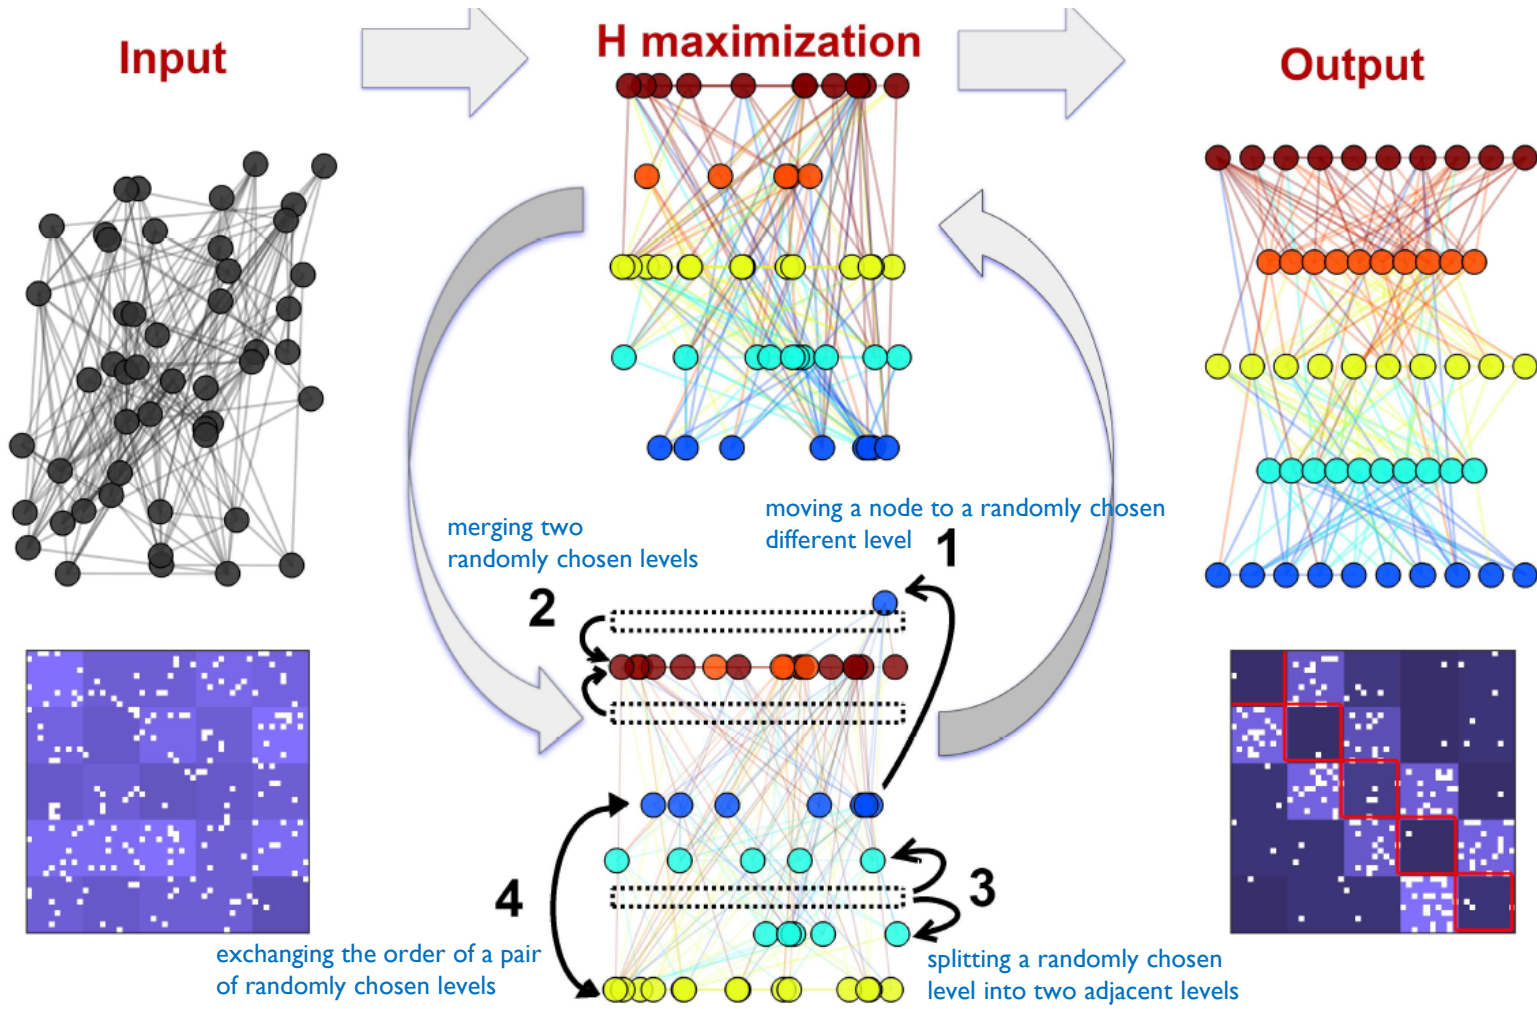 Input
H maximization
Output
merging two
randomly chosen levels
moving a node to a randomly chosen
different level
1
2
3
4
exchanging the order of a pair
of randomly chosen levels
splitting a randomly chosen
level into two adjacent levels